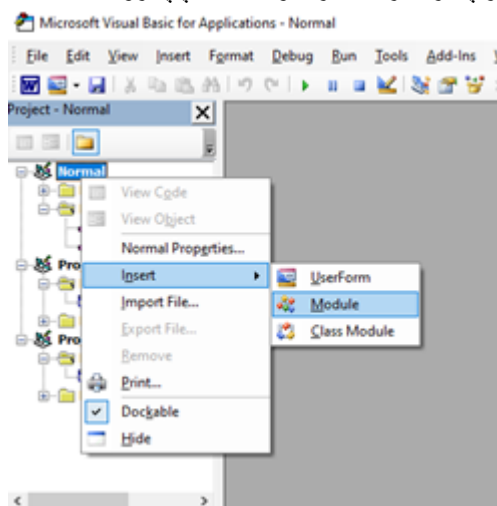 Microsoft Visual Basic for Applications - Normal
File Edit View Insert Format Debug Run Tools Add-Ins
Project - Normal
Normal
View Code
View Object
Normal Properties...
Pro
Insert
UserForm
Import File...
Module
Export File...
Class Module
Pro
Remove
Print...
Dockable
Hide